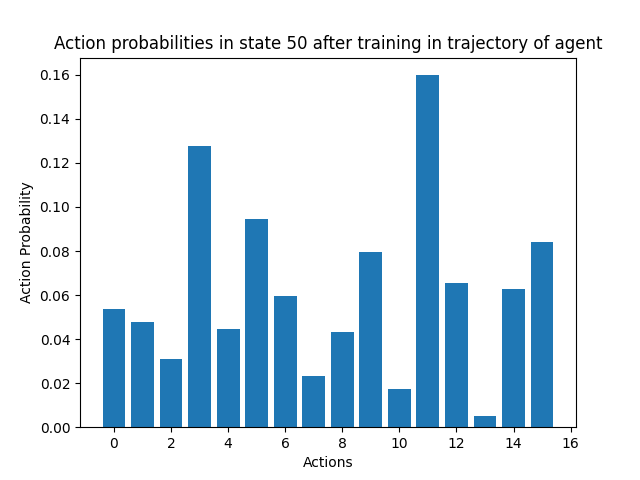 Action probabilities in state 50 after training in trajectory of agent
0.16
0.14
0.12
0.10
0.08
0.06
0.04
0.02
0.00
Action Probability
0 2 4 6 8 10 12 14 16
Actions